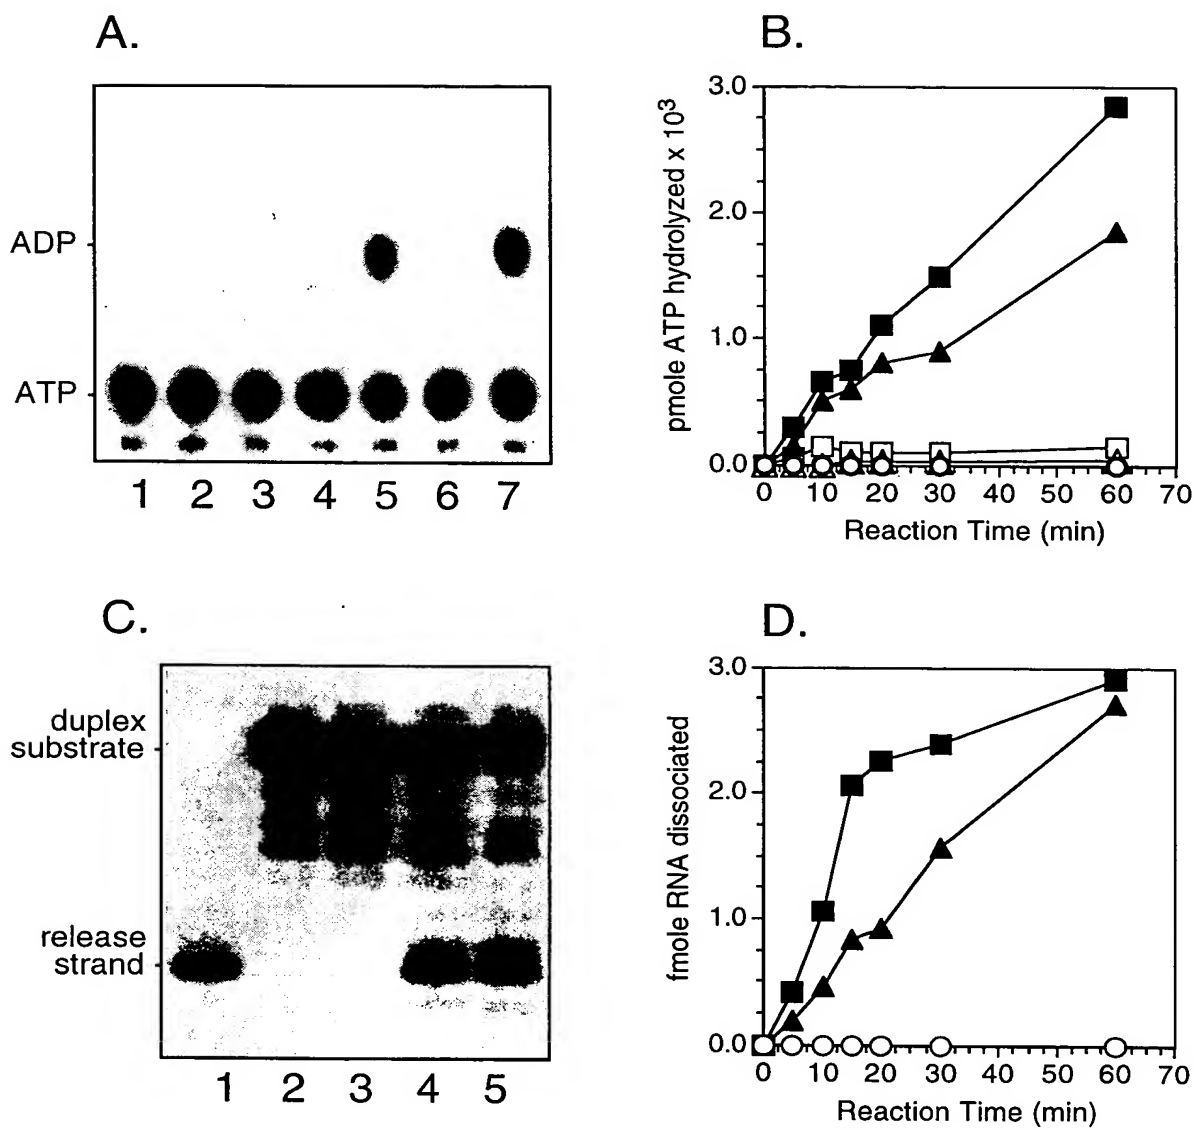 A.
ADP
ATP
1 2 3 4 5 6 7
B.
pmole ATP hydrolyzed x 10³
3.0
2.0
1.0
0.0
0 10 20 30 40 50 60 70
Reaction Time (min)
C.
duplex
substrate
release
strand
1 2 3 4 5
D.
fmole RNA dissociated
3.0
2.0
1.0
0.0
0 10 20 30 40 50 60 70
Reaction Time (min)